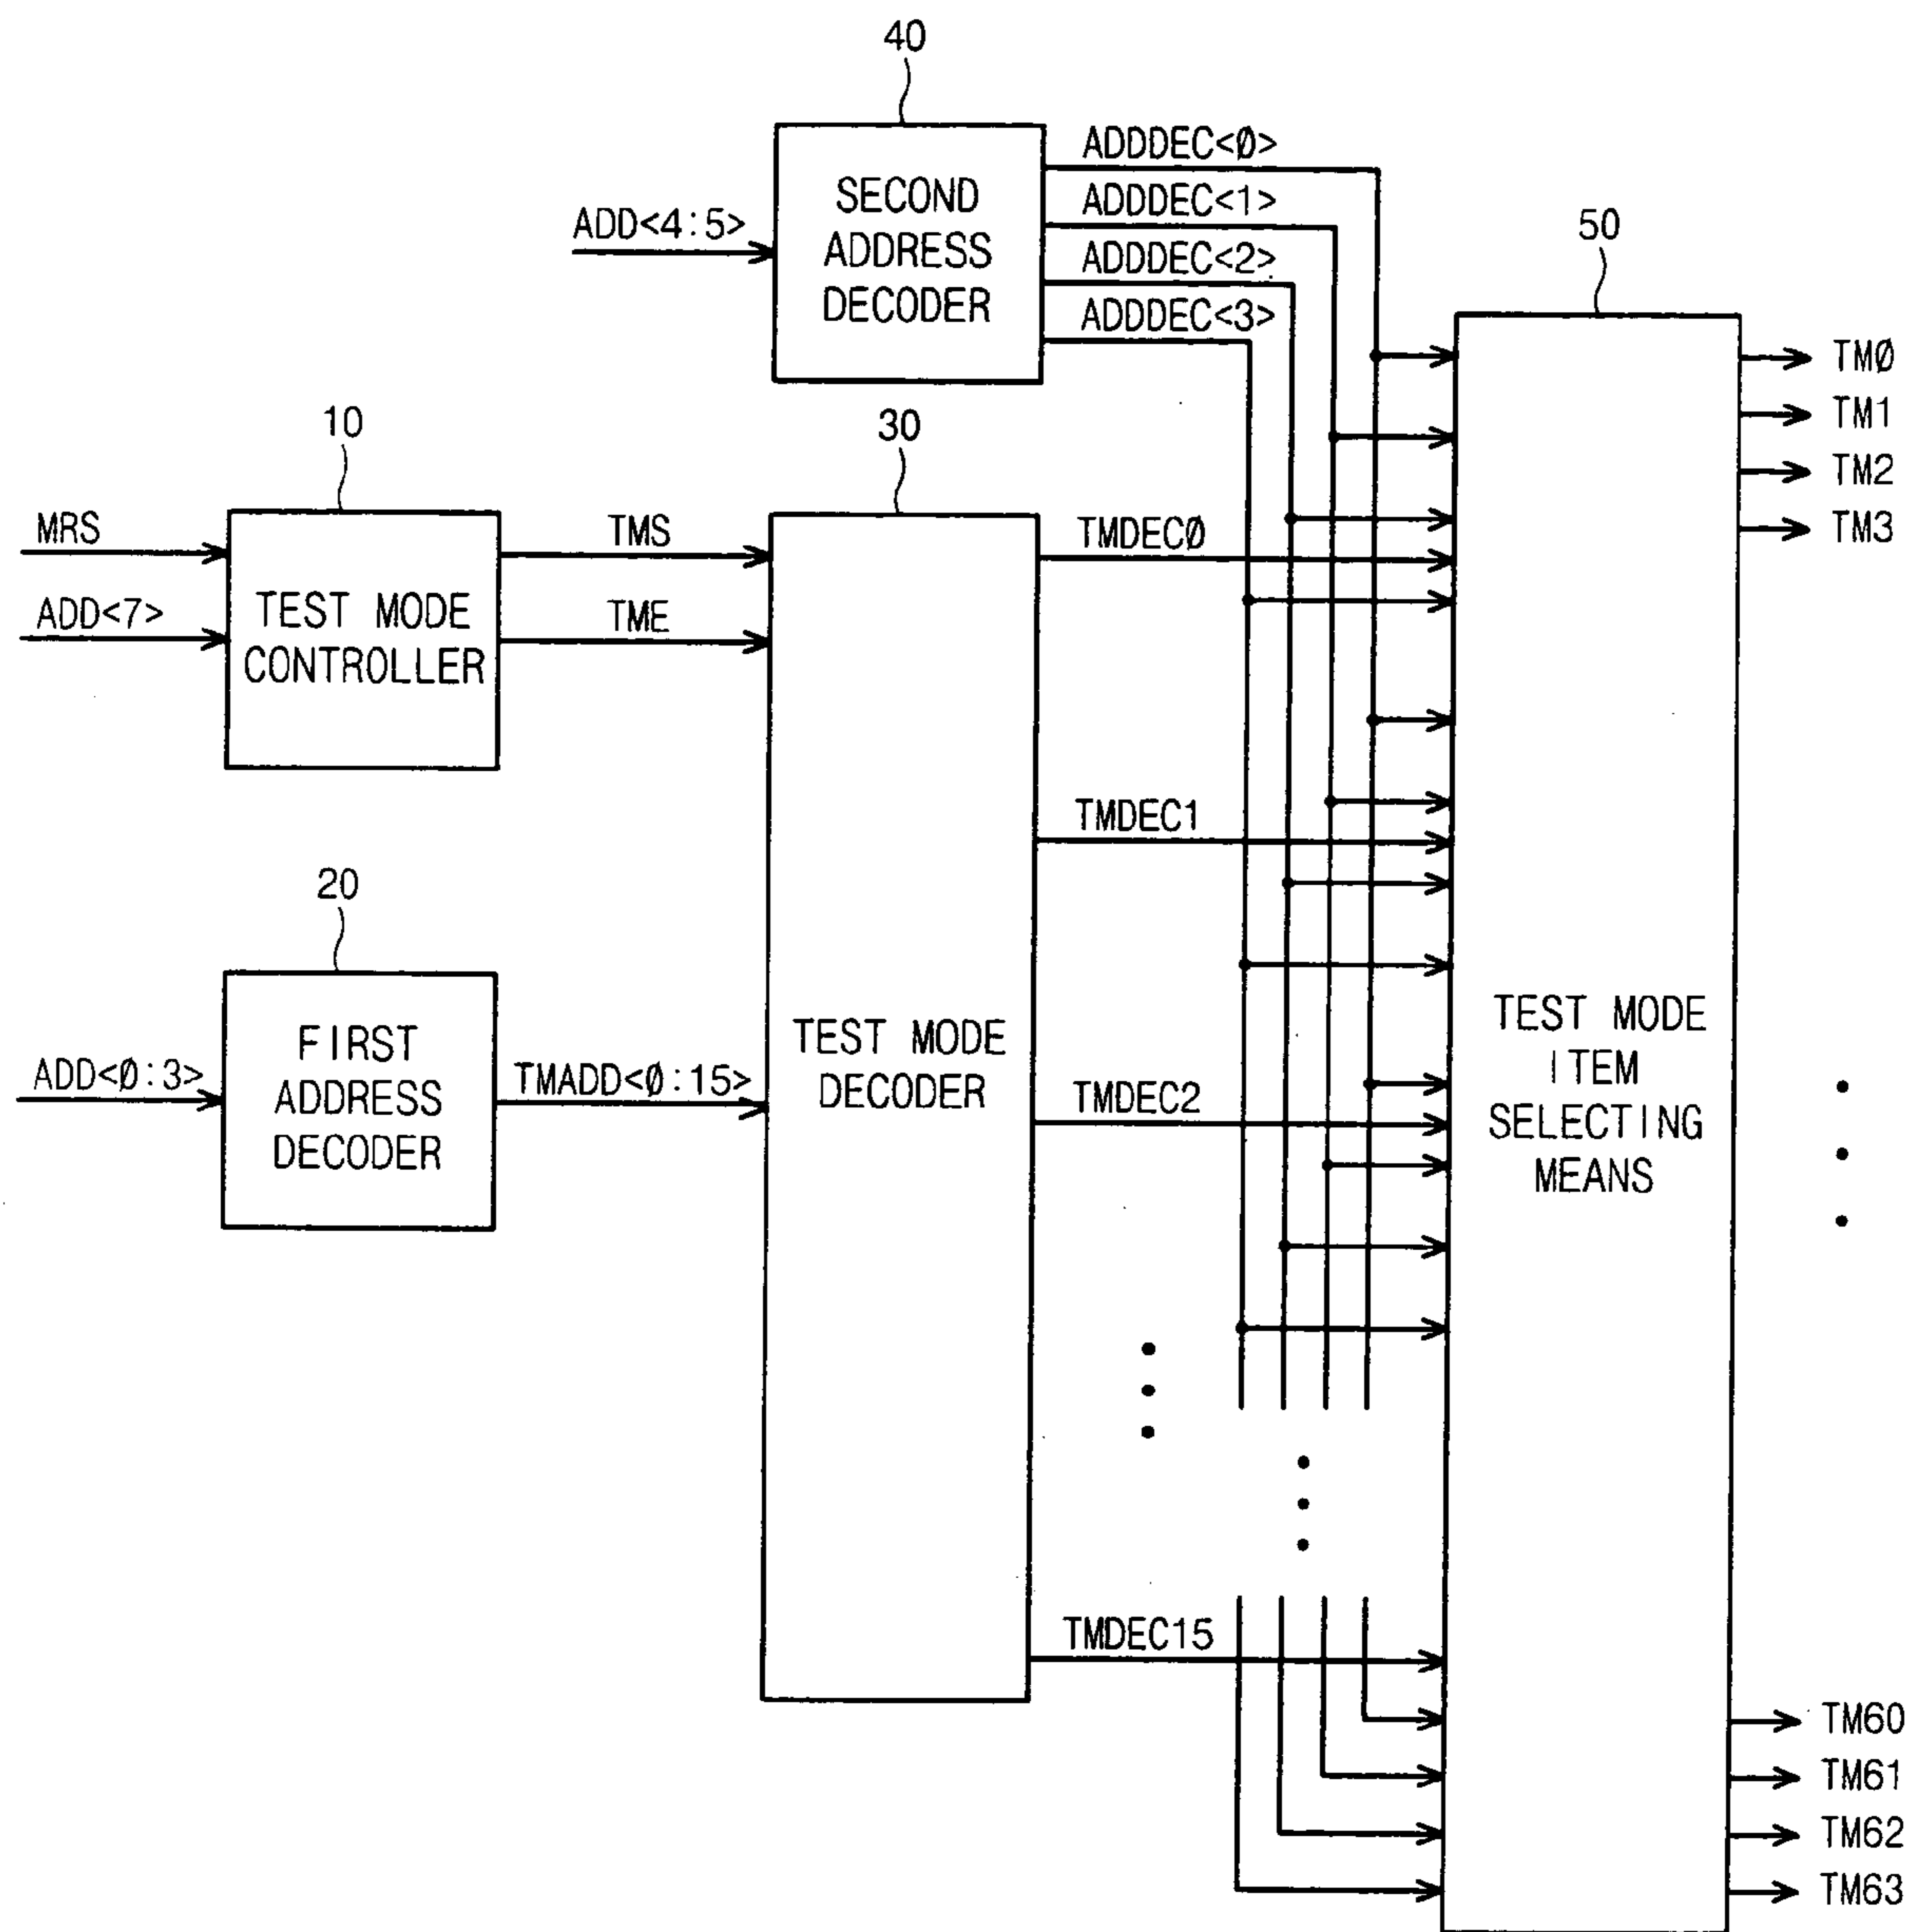 40
ADDDEC<Ø>
SECOND
ADDRESS
DECODER
ADD<4:5>
ADDDEC<1>
ADDDEC<2>
ADDDEC<3>
50
TMØ
TM1
TM2
TM3
10
30
MRS
ADD<7>
TEST MODE
CONTROLLER
TMS
TME
TMDECØ
TMDEC1
20
ADD<Ø:3>
FIRST
ADDRESS
DECODER
TMADD<Ø:15>
TEST MODE
DECODER
TMDEC2
TEST MODE
ITEM
SELECTING
MEANS
TMDEC15
TM60
TM61
TM62
TM63